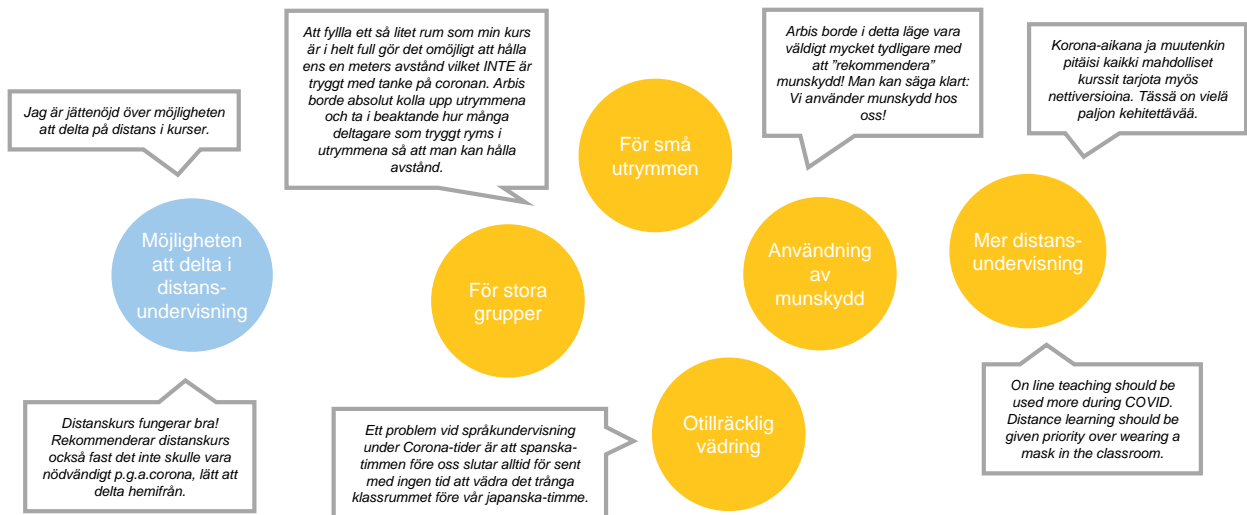 Jag är jättenöjd över möjligheten
att delta på distans i kurser.
Möjligheten
att delta i
distans-
undervisning
Distanskurs fungerar bra!
Rekommenderar distanskurs
också fast det inte skulle vara
nödvändigt p.g.a.corona, lätt att
delta hemifrån.
Att fyllla ett så litet rum som min kurs
är i helt full gör det omöjligt att hålla
ens en meters avstånd vilket INTE är
tryggt med tanke på coronan. Arbis
borde absolut kolla upp utrymmena
och ta i beaktande hur många
deltagare som tryggt ryms i
utrymmena så att man kan hålla
avstånd.
För stora
grupper
För små
utrymmen
Ett problem vid språkundervisning
under Corona-tider är att spanska-
timmen före oss slutar alltid för sent
med ingen tid att vädra det trånga
klassrummet före vår japanska-timme.
Otillräcklig
vädring
Arbis borde i detta läge vara
väldigt mycket tydligare med
att ”rekommendera”
munskydd! Man kan säga klart:
Vi använder munskydd hos
oss!
Användning
av
munskydd
Korona-aikana ja muutenkin
pitäisi kaikki mahdolliset
kurssit tarjota myös
nettiversioina. Tässä on vielä
paljon kehitettävää.
Mer distans-
undervisning
On line teaching should be
used more during COVID.
Distance learning should be
given priority over wearing a
mask in the classroom.